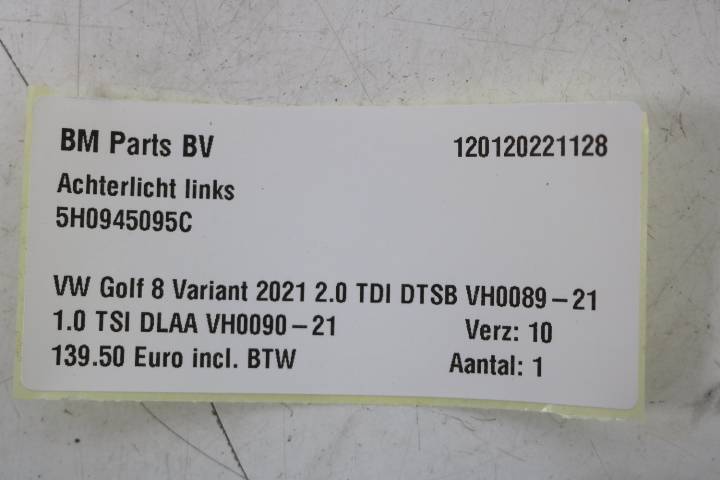 BM Parts BV 120120221128
Achterlicht links
5H0945095C
VW Golf 8 Variant 2021 2.0 TDI DTSB VH0089-21
1.0 TSI DLAA VH0090-21 Verz: 10
139.50 Euro incl. BTW Aantal: 1